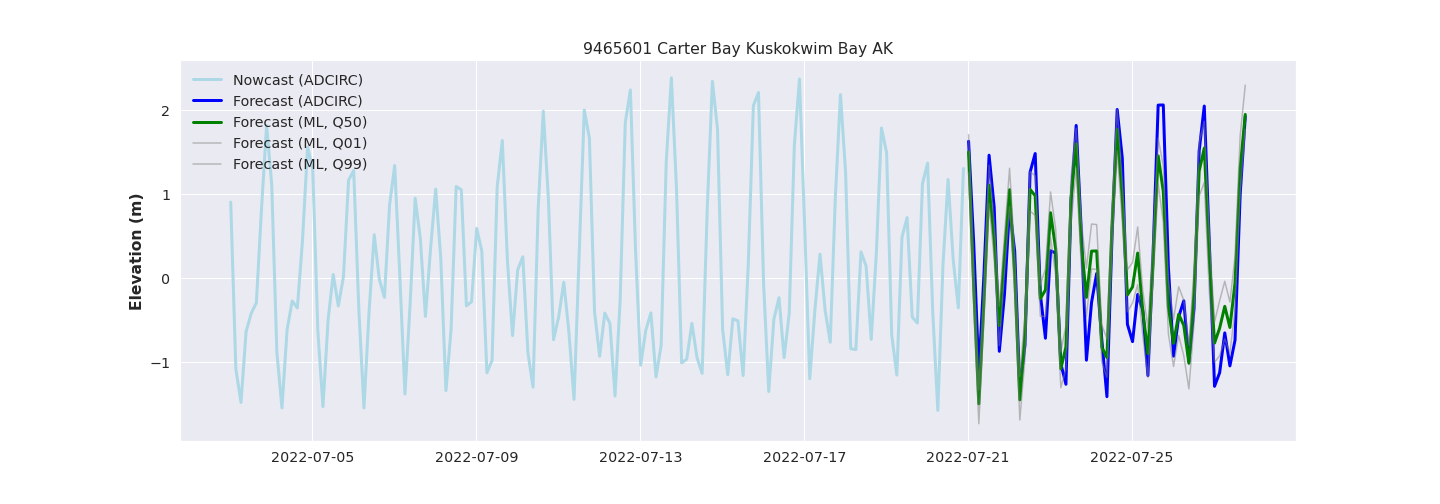 9465601 Carter Bay Kuskokwim Bay AK
Nowcast (ADCIRC)
Forecast (ADCIRC)
Forecast (ML, Q50)
Forecast (ML, Q01)
Forecast (ML, Q99)
Elevation (m)
2
1
0
−1
2022-07-05 2022-07-09 2022-07-13 2022-07-17 2022-07-21 2022-07-25